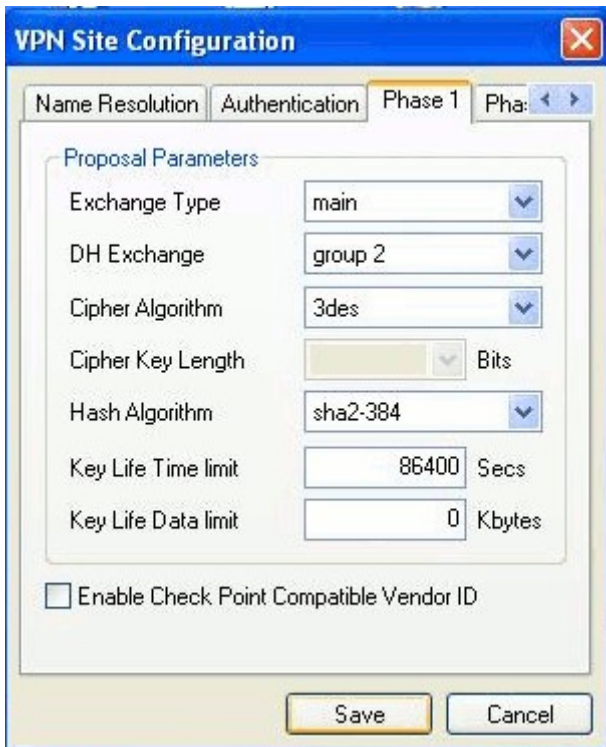 VPN Site Configuration
Name Resolution Authentication Phase 1 Pha
Proposal Parameters
Exchange Type main
DH Exchange group 2
Cipher Algorithm 3des
Cipher Key Length Bits
Hash Algorithm sha2-384
Key Life Time limit 86400 Secs
Key Life Data limit 0 Kbytes
Enable Check Point Compatible Vendor ID
Save Cancel